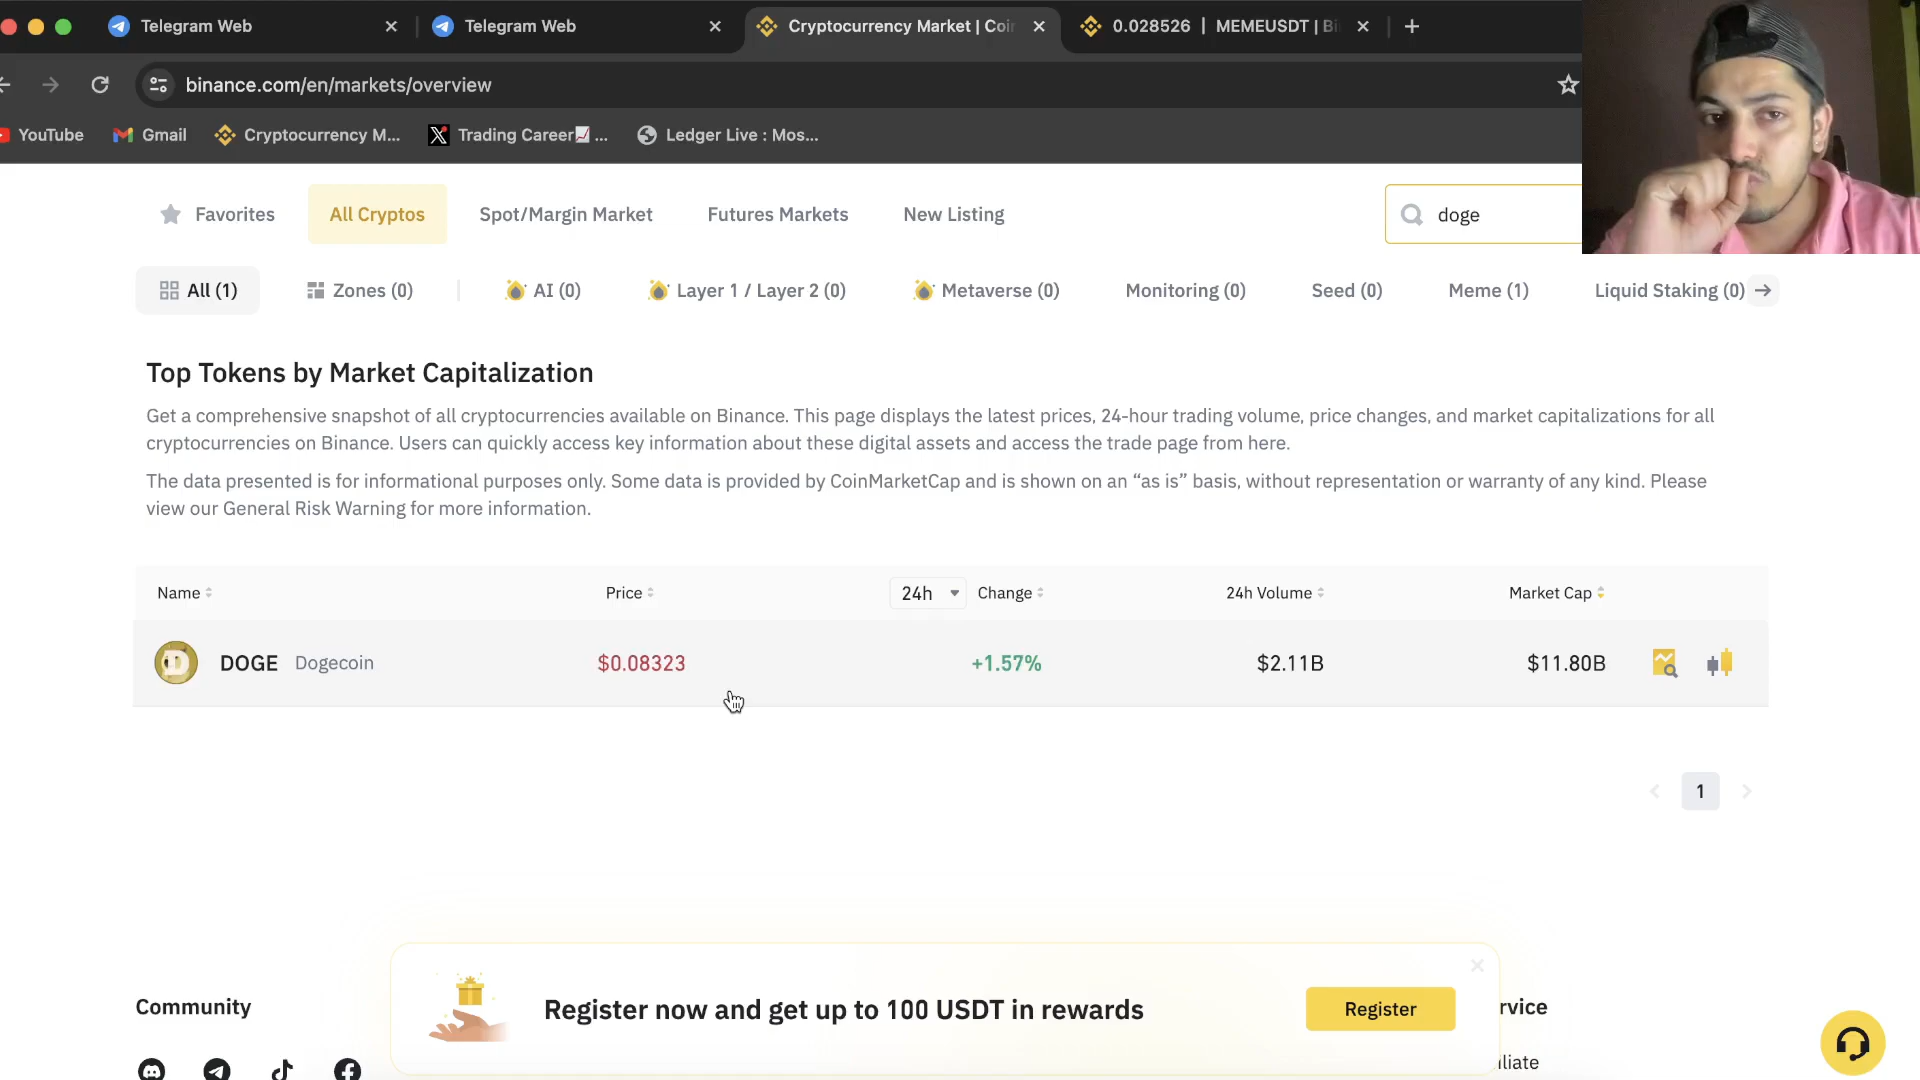 Telegram Web
Telegram Web
Cryptocurrency Market | Coi
0.028526 | MEMEUSDT | Bi
binance.com/en/markets/overview
YouTube
Gmail
Cryptocurrency M...
Trading Career📈 ...
Ledger Live : Mos...
Favorites
All Cryptos
Spot/Margin Market
Futures Markets
New Listing
doge
All (1)
Zones (0)
AI (0)
Layer 1 / Layer 2 (0)
Metaverse (0)
Monitoring (0)
Seed (0)
Meme (1)
Liquid Staking (0)
Top Tokens by Market Capitalization
Get a comprehensive snapshot of all cryptocurrencies available on Binance. This page displays the latest prices, 24-hour trading volume, price changes, and market capitalizations for all
cryptocurrencies on Binance. Users can quickly access key information about these digital assets and access the trade page from here.
The data presented is for informational purposes only. Some data is provided by CoinMarketCap and is shown on an “as is” basis, without representation or warranty of any kind. Please
view our General Risk Warning for more information.
Name
Price
24h
Change
24h Volume
Market Cap
DOGE Dogecoin
$0.08323
+1.57%
$2.11B
$11.80B
1
Register now and get up to 100 USDT in rewards
Register
Community
rvice
iliate